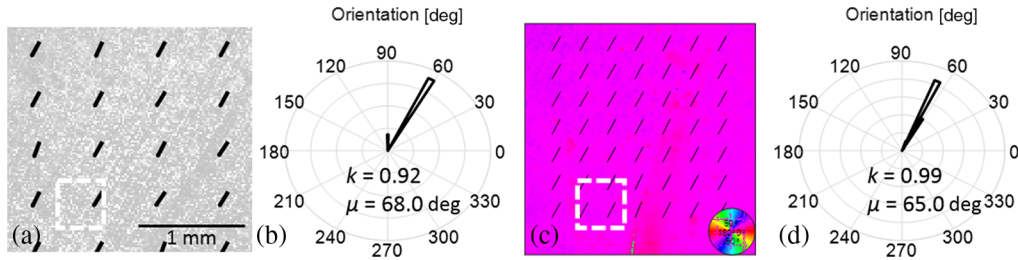 Orientation [deg]
90
120
60
150
30
180
0
210
330
240
300
270
k = 0.92
μ = 68.0 deg
(a)
1 mm
(b)
Orientation [deg]
90
120
60
150
30
180
0
210
330
240
300
270
k = 0.99
μ = 65.0 deg
(c)
(d)